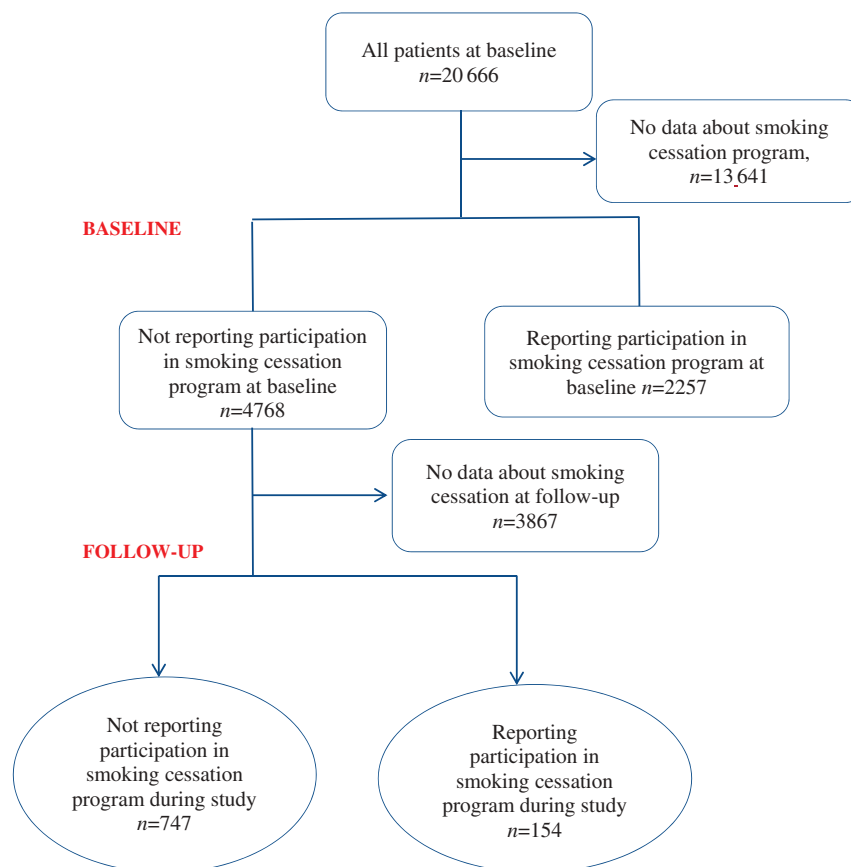 All patients at baseline
n=20 666
No data about smoking
cessation program,
n=13 641
BASELINE
Not reporting participation
in smoking cessation
program at baseline
n=4768
Reporting participation in
smoking cessation program at
baseline n=2257
No data about smoking
cessation at follow-up
n=3867
FOLLOW-UP
Not reporting
participation in
smoking cessation
program during study
n=747
Reporting
participation in
smoking cessation
program during study
n=154